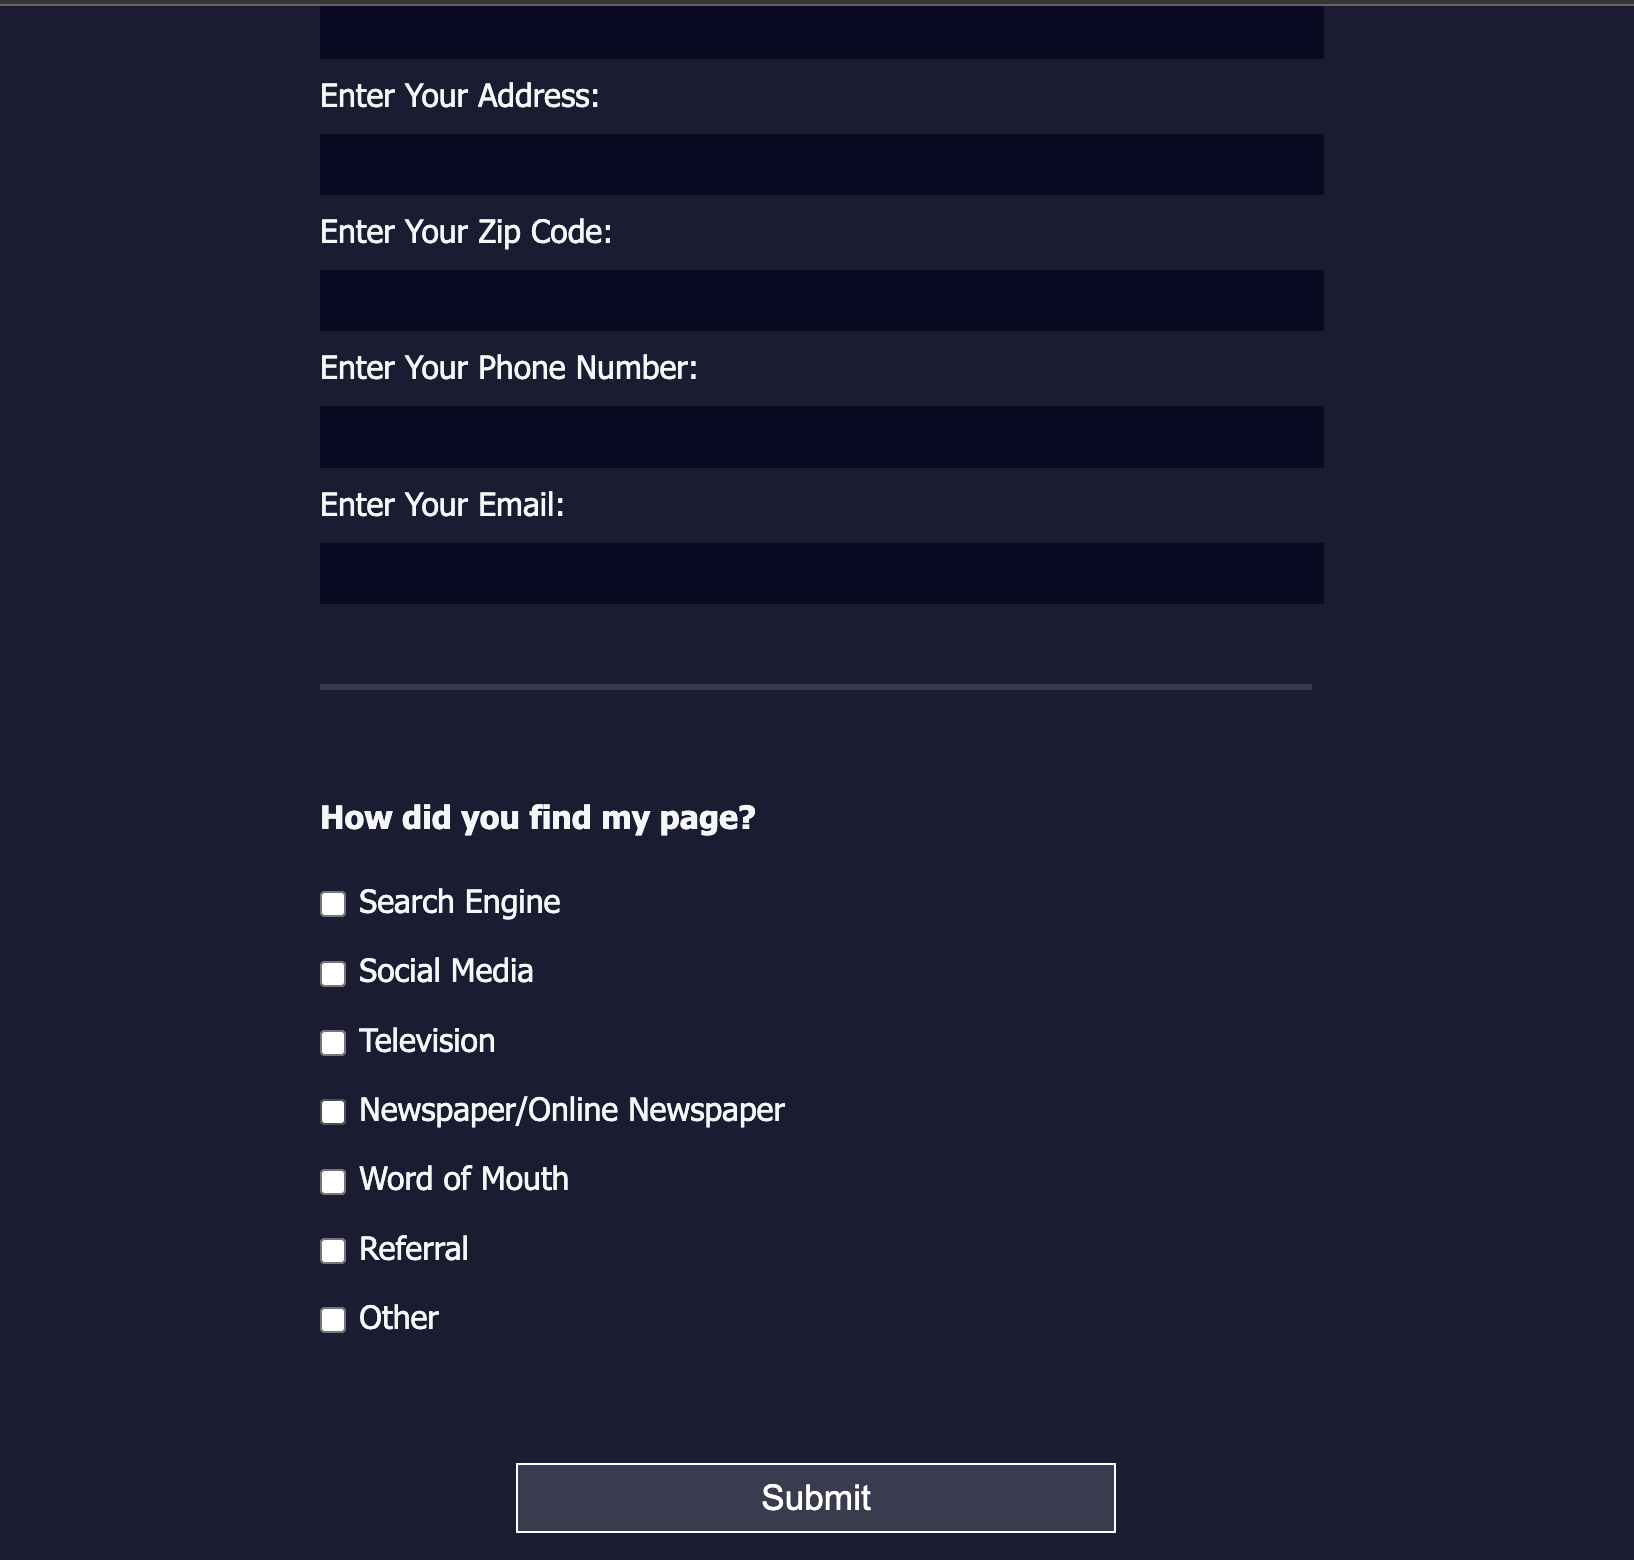 Enter Your Address:
Enter Your Zip Code:
Enter Your Phone Number:
Enter Your Email:
How did you find my page?
Search Engine
Social Media
Television
Newspaper/Online Newspaper
Word of Mouth
Referral
Other
Submit